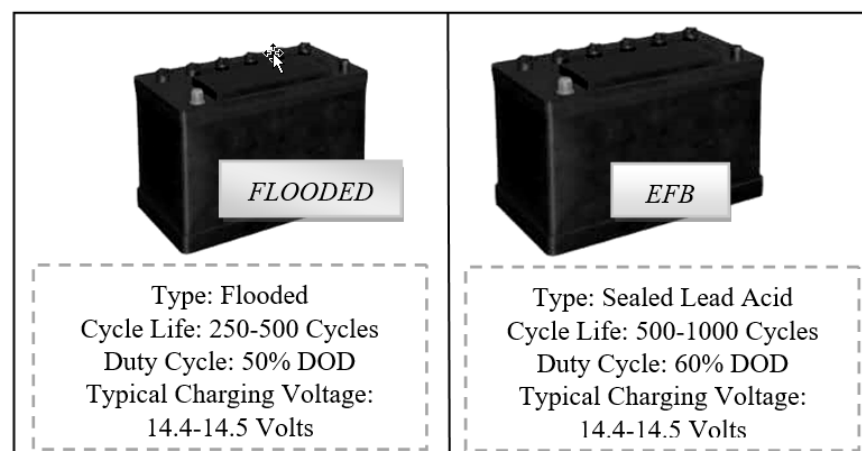 FLOODED
Type: Flooded
Cycle Life: 250-500 Cycles
Duty Cycle: 50% DOD
Typical Charging Voltage:
14.4-14.5 Volts
EFB
Type: Sealed Lead Acid
Cycle Life: 500-1000 Cycles
Duty Cycle: 60% DOD
Typical Charging Voltage:
14.4-14.5 Volts